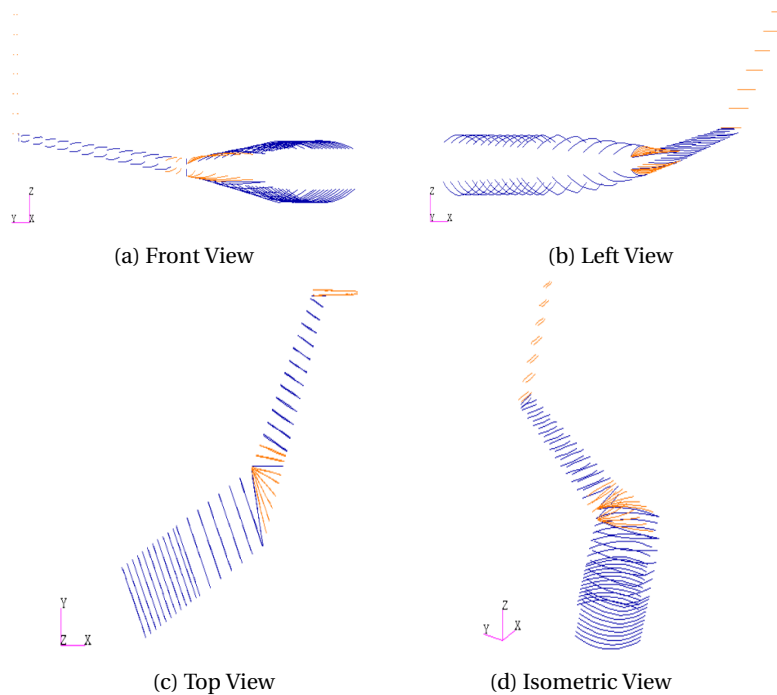 Z
Y X
(a) Front View
Z
Y X
(b) Left View
Y
Z X
(c) Top View
Z
Y X
(d) Isometric View